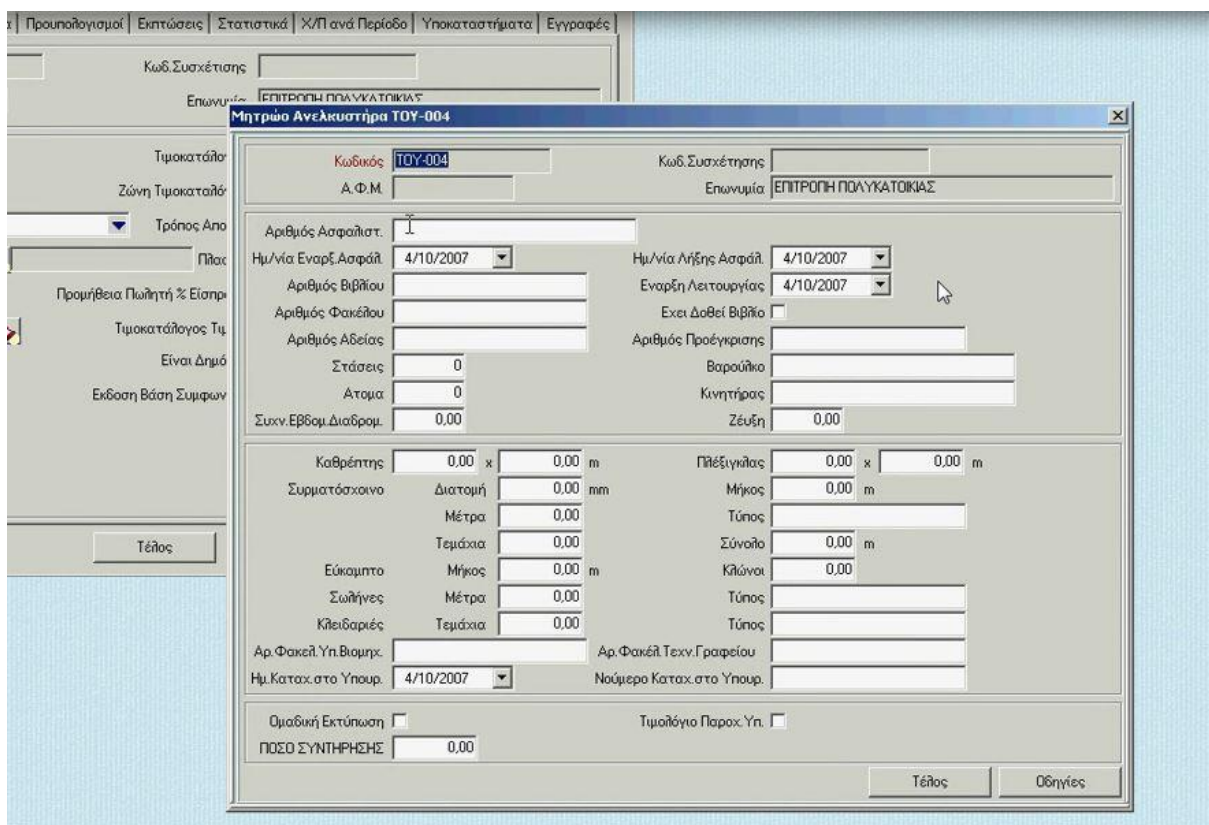 Προυπολογισμοί Εκπτώσεις Στατιστικά Χ/Π ανά Περίοδο Υποκαταστήματα Εγγραφές
Κωδ.Συσχέτισης
Επωνυμία ΕΠΙΤΡΟΠΗ ΠΟΛΥΚΑΤΟΙΚΙΑΣ
Μητρώο Ανελκυστήρα ΤΟΥ-004
Κωδικός ΤΟΥ-004 Κωδ.Συσχέτησης
Α.Φ.Μ. Επωνυμία ΕΠΙΤΡΟΠΗ ΠΟΛΥΚΑΤΟΙΚΙΑΣ
Τιμοκατάλο
Ζώνη Τιμοκαταλό
Τρόπος Απο
Πλασ
Προμήθεια Πωλητή % Είσπρ
Τιμοκατάλογος Τιμ
Είναι Δημό
Εκδοση Βάση Συμφων
Τέλος
Αριθμός Ασφαλιστ.
Ημ/νία Εναρξ.Ασφάλ. 4/10/2007 Ημ/νία Λήξης Ασφάλ. 4/10/2007
Αριθμός Βιβλίου Εναρξη Λειτουργίας 4/10/2007
Αριθμός Φακέλου Εχει Δοθεί Βιβλίο
Αριθμός Αδείας Αριθμός Προέγκρισης
Στάσεις 0 Βαρούλκο
Ατομα 0 Κινητήρας
Συχν.Εβδομ.Διαδρομ. 0,00 Ζέυξη 0,00
Καθρέπτης 0,00 x 0,00 m Πλέξιγκλας 0,00 x 0,00 m
Συρματόσχοινο Διατομή 0,00 mm Μήκος 0,00 m
Μέτρα 0,00 Τύπος
Τεμάχια 0,00 Σύνολο 0,00 m
Εύκαμπτο Μήκος 0,00 m Κλώνοι 0,00
Σωλήνες Μέτρα 0,00 Τύπος
Κλειδαριές Τεμάχια 0,00 Τύπος
Αρ.Φακελ.Υπ.Βιομηχ. Αρ.Φακέλ.Τεχν.Γραφείου
Ημ.Καταχ.στο Υπουρ. 4/10/2007 Νούμερο Καταχ.στο Υπουρ.
Ομαδική Εκτύπωση Τιμολόγιο Παροχ.Υπ.
ΠΟΣΟ ΣΥΝΤΗΡΗΣΗΣ 0,00
Τέλος Οδηγίες